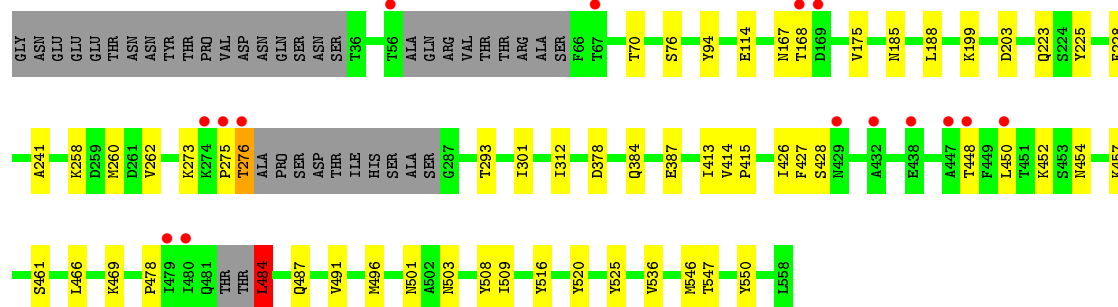 GLY ASN GLU GLU GLU THR ASN ASN TYR THR PRO VAL ASP ASN GLN SER ASN SER T36 T56 ALA GLN ARG VAL THR THR ARG ALA SER F66 T67 T70 S76 Y94 E114 N167 T168 D169 V175 N185 L188 K199 D203 Q223 S224 Y225
A241 K258 D259 M260 D261 V262 K273 K274 P275 T276 ALA PRO SER ASP THR ILE HIS SER ALA SER G287 T293 I301 I312 D378 Q384 E387 I413 V414 P415 I426 F427 S428 N429 A432 E438 A447 T448 F449 L450 T451 K452 S453 N454 K457
S461 L466 K469 P478 I479 I480 Q481 THR THR L484 Q487 V491 M496 N501 A502 N503 Y508 I509 Y516 Y520 Y525 V536 M546 T547 Y550 L558